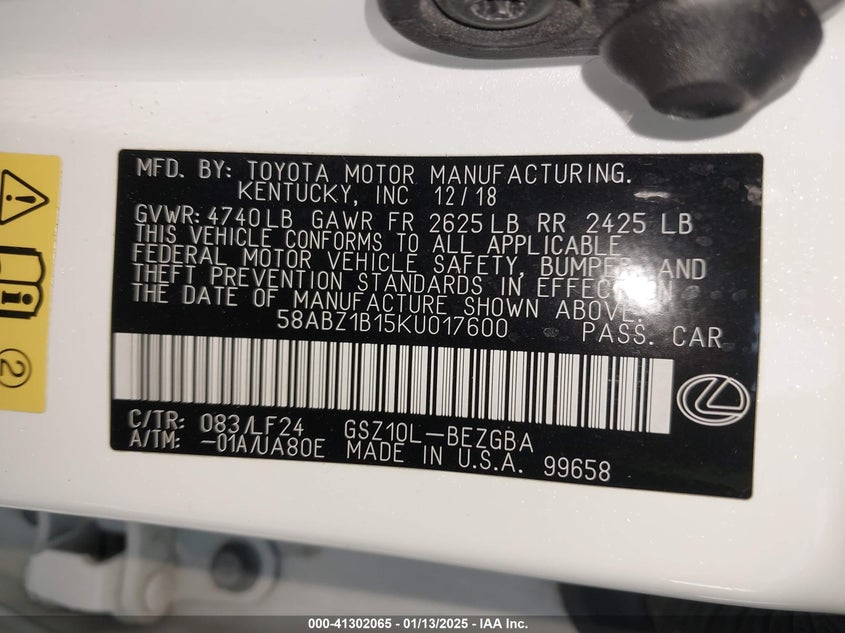 MFD. BY: TOYOTA MOTOR MANUFACTURING.
KENTUCKY, INC 12/18
GVWR: 4740LB GAWR FR 2625LB RR 2425 LB
THIS VEHICLE CONFORMS TO ALL APPLICABLE
FEDERAL MOTOR VEHICLE SAFETY, BUMPER, AND
THEFT PREVENTION STANDARDS IN EFFECT ON
THE DATE OF MANUFACTURE SHOWN ABOVE.
58ABZ1B15KU017600 PASS. CAR
C/TR: 083/LF24 GSZ10L-BEZGBA
A/TM: -01A/UA80E MADE IN U.S.A. 99658
2
000-41302065 - 01/13/2025 - IAA Inc.